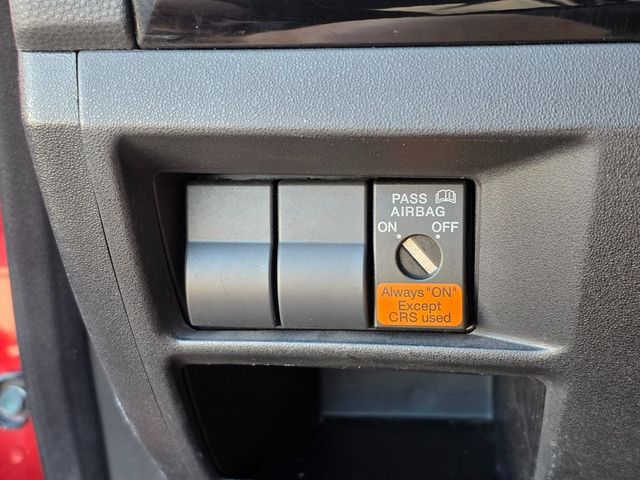 PASS
AIRBAG
ON OFF
Always "ON"
Except
CRS used